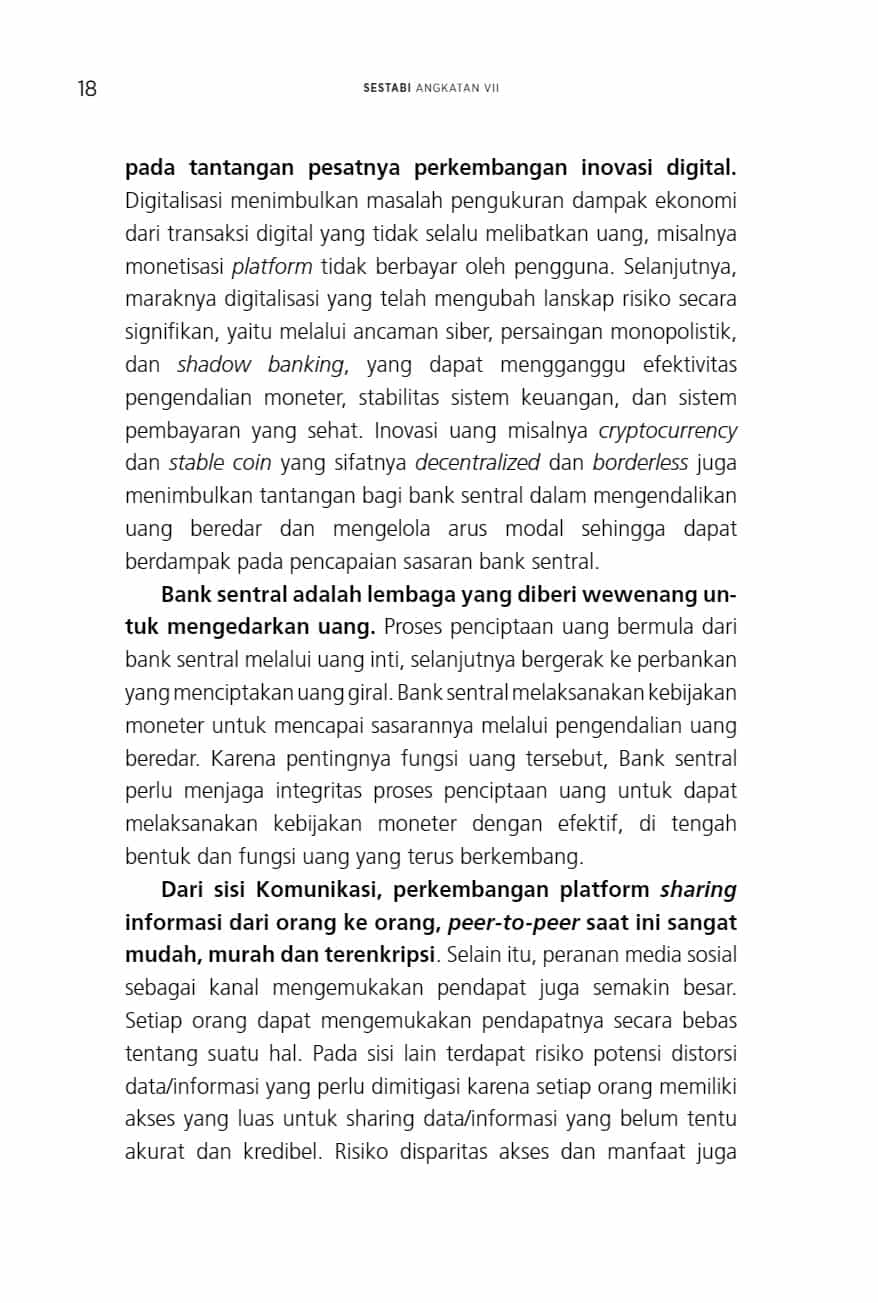 18
SESTABI ANGKATAN VII
pada tantangan pesatnya perkembangan inovasi digital.
Digitalisasi menimbulkan masalah pengukuran dampak ekonomi
dari transaksi digital yang tidak selalu melibatkan uang, misalnya
monetisasi platform tidak berbayar oleh pengguna. Selanjutnya,
maraknya digitalisasi yang telah mengubah lanskap risiko secara
signifikan, yaitu melalui ancaman siber, persaingan monopolistik,
dan shadow banking, yang dapat mengganggu efektivitas
pengendalian moneter, stabilitas sistem keuangan, dan sistem
pembayaran yang sehat. Inovasi uang misalnya cryptocurrency
dan stable coin yang sifatnya decentralized dan borderless juga
menimbulkan tantangan bagi bank sentral dalam mengendalikan
uang beredar dan mengelola arus modal sehingga dapat
berdampak pada pencapaian sasaran bank sentral.
Bank sentral adalah lembaga yang diberi wewenang un-
tuk mengedarkan uang. Proses penciptaan uang bermula dari
bank sentral melalui uang inti, selanjutnya bergerak ke perbankan
yang menciptakan uang giral. Bank sentral melaksanakan kebijakan
moneter untuk mencapai sasarannya melalui pengendalian uang
beredar. Karena pentingnya fungsi uang tersebut, Bank sentral
perlu menjaga integritas proses penciptaan uang untuk dapat
melaksanakan kebijakan moneter dengan efektif, di tengah
bentuk dan fungsi uang yang terus berkembang.
Dari sisi Komunikasi, perkembangan platform sharing
informasi dari orang ke orang, peer-to-peer saat ini sangat
mudah, murah dan terenkripsi. Selain itu, peranan media sosial
sebagai kanal mengemukakan pendapat juga semakin besar.
Setiap orang dapat mengemukakan pendapatnya secara bebas
tentang suatu hal. Pada sisi lain terdapat risiko potensi distorsi
data/informasi yang perlu dimitigasi karena setiap orang memiliki
akses yang luas untuk sharing data/informasi yang belum tentu
akurat dan kredibel. Risiko disparitas akses dan manfaat juga